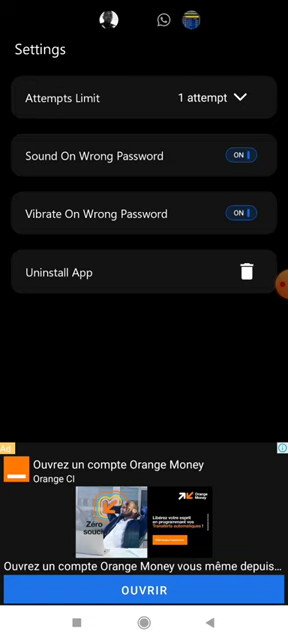 Settings
Attempts Limit
1 attempt
Sound On Wrong Password
ON
Vibrate On Wrong Password
ON
Uninstall App
Ad
Ouvrez un compte Orange Money
Orange CI
Zéro
souci
Orange
Money
Libérez votre esprit
en programmant vos
Transferts automatiques !
Ouvrez un compte Orange Money vous même depuis...
OUVRIR